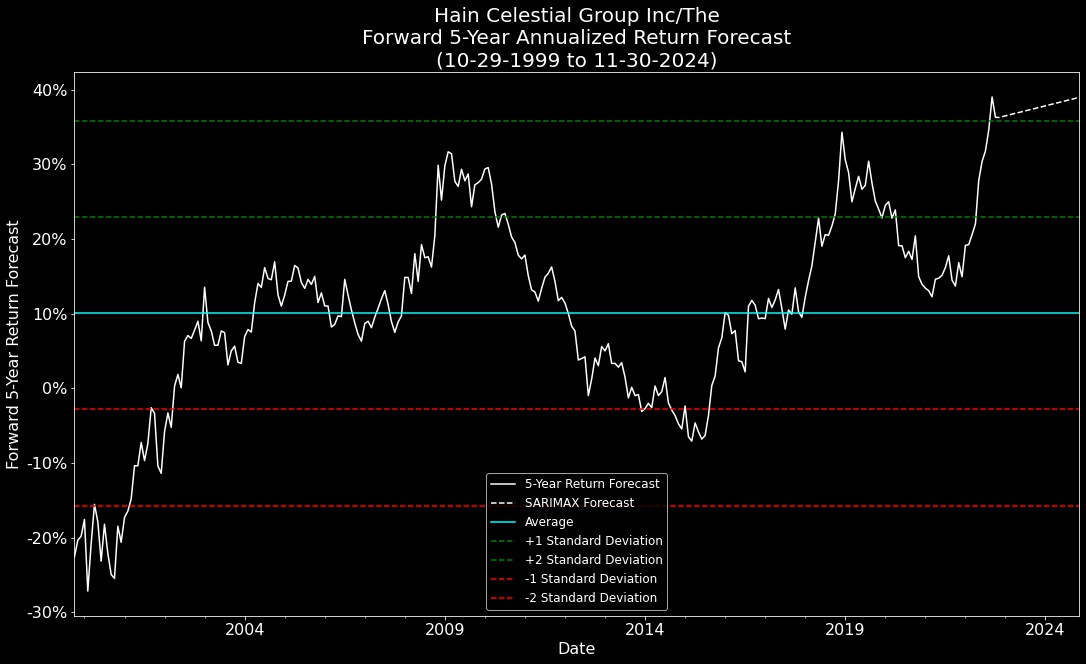 Hain Celestial Group Inc/The
Forward 5-Year Annualized Return Forecast
(10-29-1999 to 11-30-2024)
Forward 5-Year Return Forecast
40%
30%
20%
10%
0%
-10%
-20%
-30%
5-Year Return Forecast
SARIMAX Forecast
Average
+1 Standard Deviation
+2 Standard Deviation
-1 Standard Deviation
-2 Standard Deviation
2004 2009 2014 2019 2024
Date